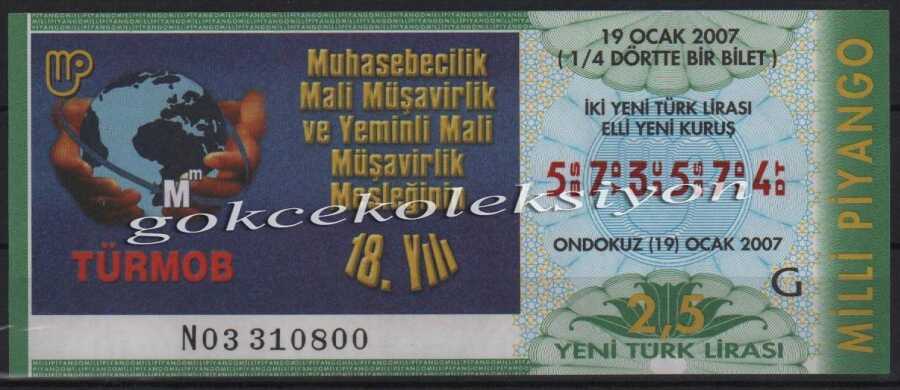 19 OCAK 2007
( 1/4 DÖRTTE BİR BİLET )
Muhasebecilik
Mali Müşavirlik
ve Yeminli Mali
Müşavirlik
Mesleğinin
18. Yılı
Mm
TÜRMOB
İKİ YENİ TÜRK LİRASI
ELLİ YENİ KURUŞ
5 7 3 5 7 4
gokcekoleksiyon
ONDOKUZ (19) OCAK 2007
G
2,5
YENİ TÜRK LİRASI
N03 310800
MİLLİ PİYANGO